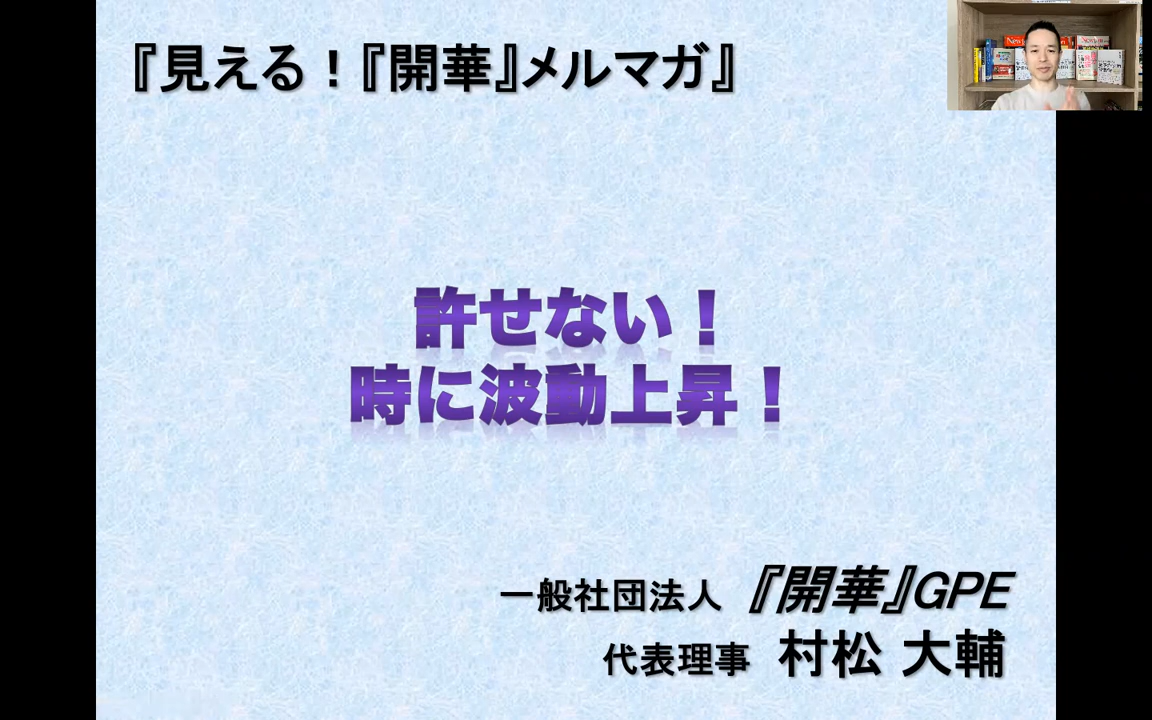 『見える！『開華』メルマガ』
許せない！
時に波動上昇！
一般社団法人 『開華』GPE
代表理事 村松 大輔